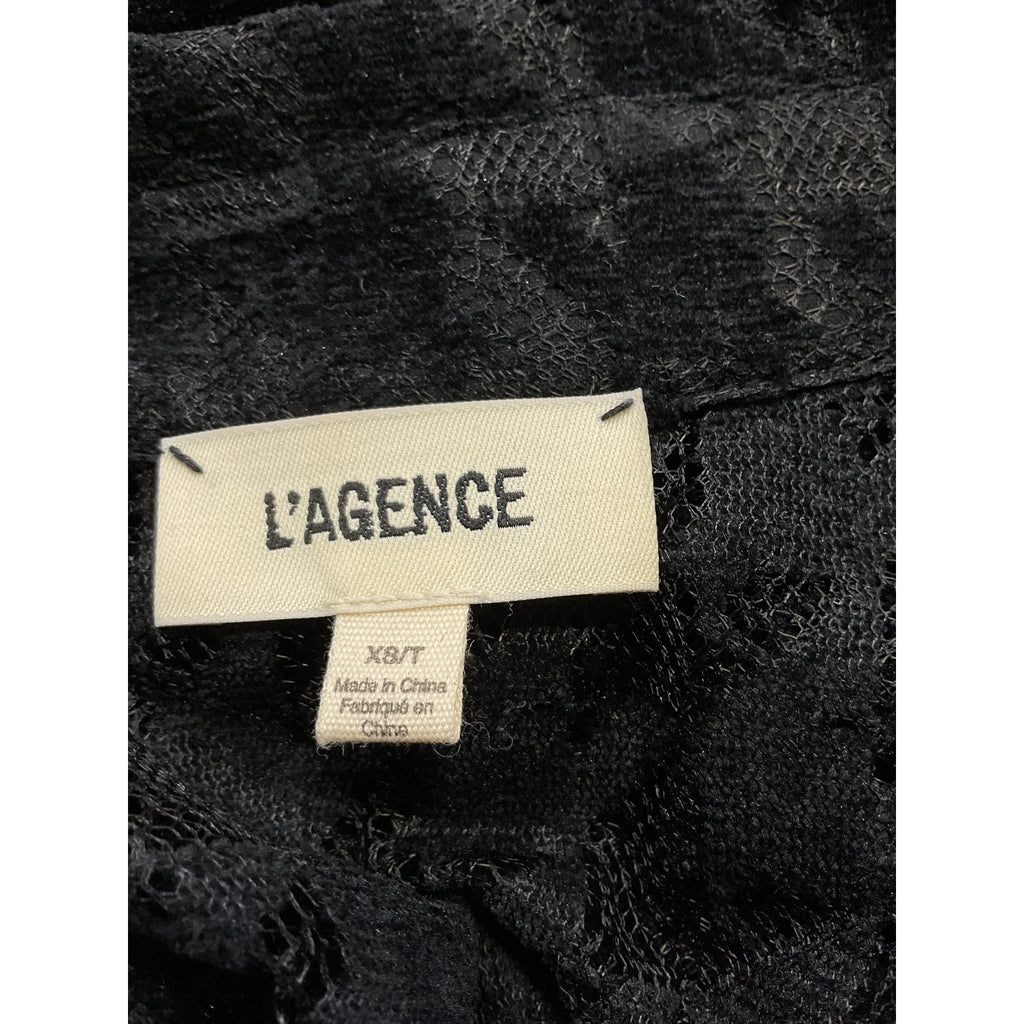 L'AGENCE
XS/T
Made in China
Fabriqué en
Chine